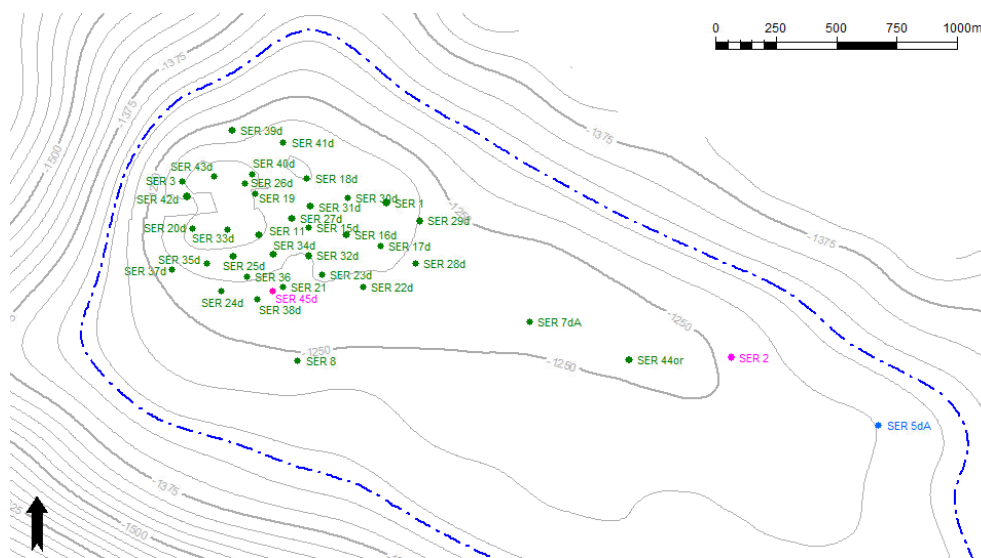 0 250 500 750 1000m
-1375
-1375
-1500
SER 39d
SER 41d
SER 43d
SER 40d
SER 3
SER 26d
SER 18d
SER 42d
SER 19
SER 30d
SER 1
SER 31d
-1250
SER 27d
SER 29d
SER 20d
SER 33d
SER 11
SER 15d
SER 16d
-1375
SER 17d
SER 34d
SER 32d
SER 35d
SER 37d
SER 25d
SER 28d
SER 36
SER 23d
SER 24d
SER 45d
SER 21
SER 22d
SER 38d
SER 7dA
-1250
-1250
SER 8
-1250
SER 44or
SER 2
SER 5dA
-1375
-1375
-1500